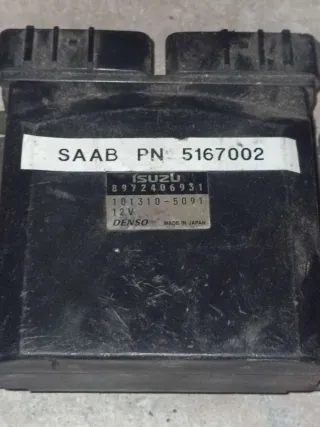 SAAB PN 5167002
ISUZU
8972406931
101310-5091
12V
DENSO MADE IN JAPAN